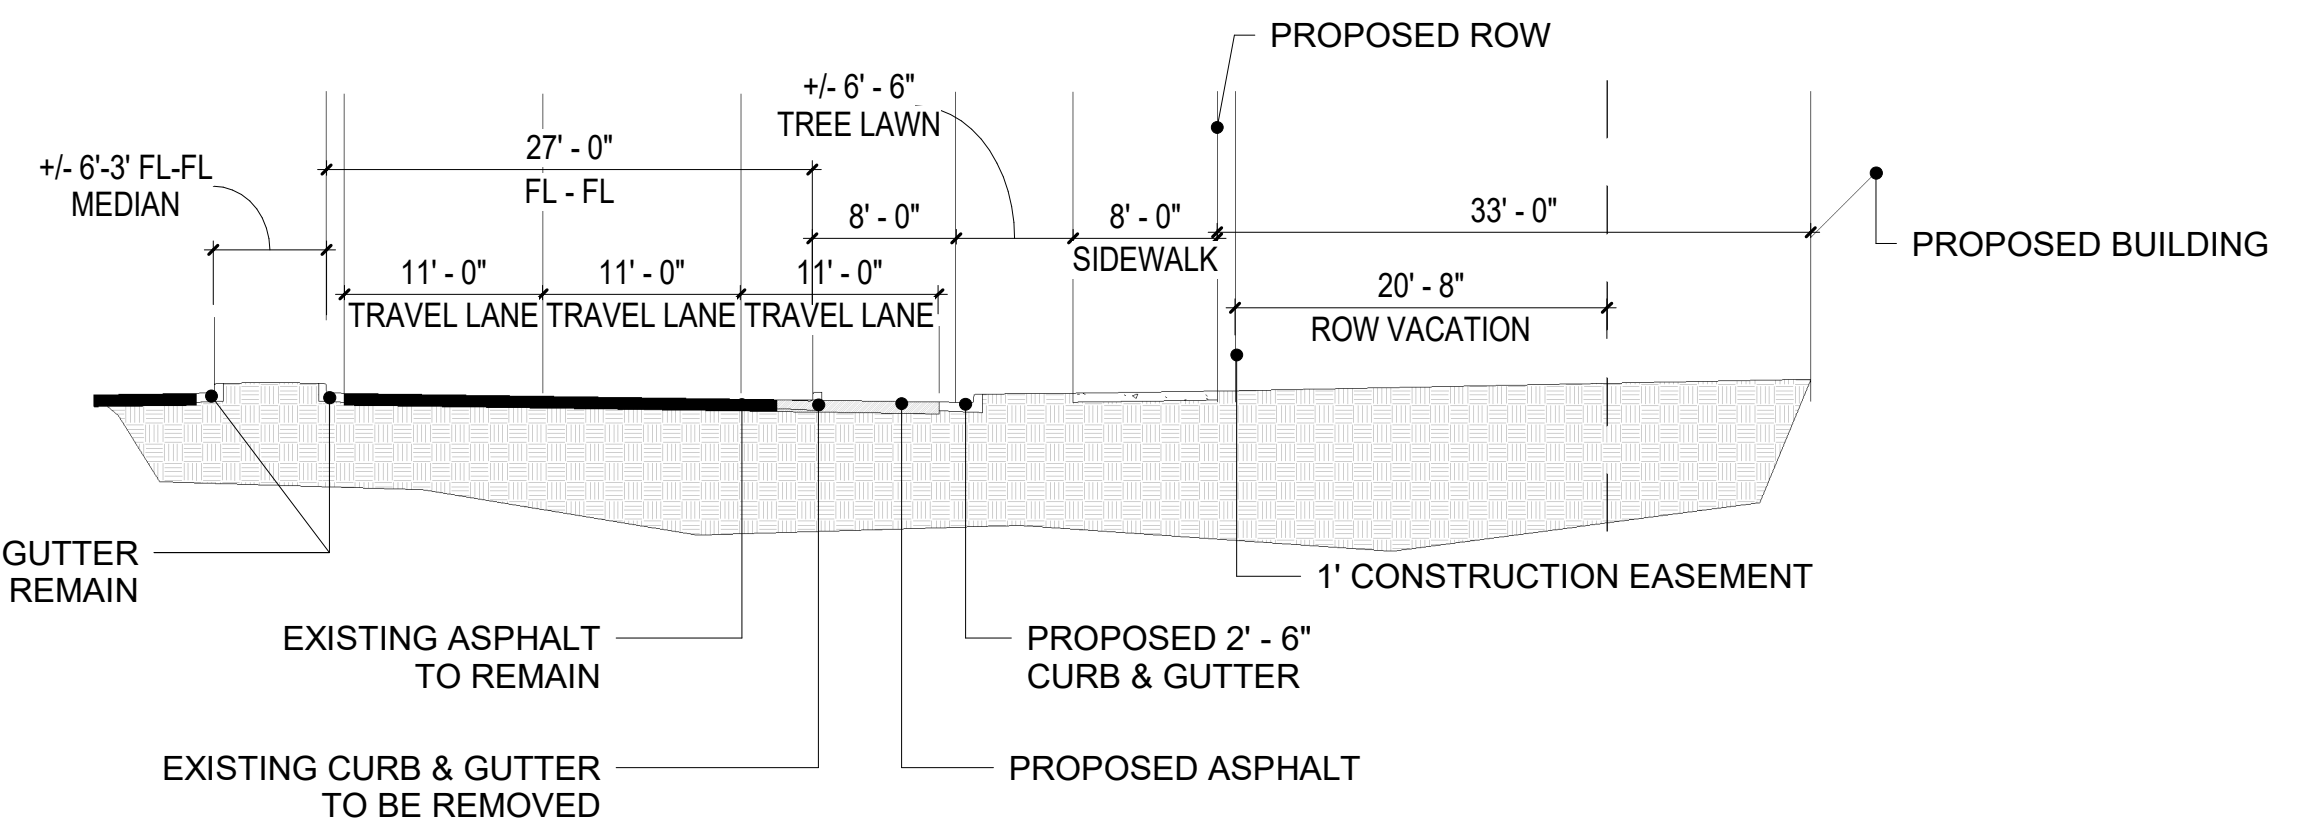 PROPOSED ROW
+/- 6' - 6"
TREE LAWN
27' - 0"
FL - FL
+/- 6'-3' FL-FL
MEDIAN
8' - 0"
8' - 0"
SIDEWALK
33' - 0"
PROPOSED BUILDING
11' - 0"
TRAVEL LANE
11' - 0"
TRAVEL LANE
11' - 0"
TRAVEL LANE
20' - 8"
ROW VACATION
GUTTER
REMAIN
1' CONSTRUCTION EASEMENT
EXISTING ASPHALT
TO REMAIN
PROPOSED 2' - 6"
CURB & GUTTER
EXISTING CURB & GUTTER
TO BE REMOVED
PROPOSED ASPHALT